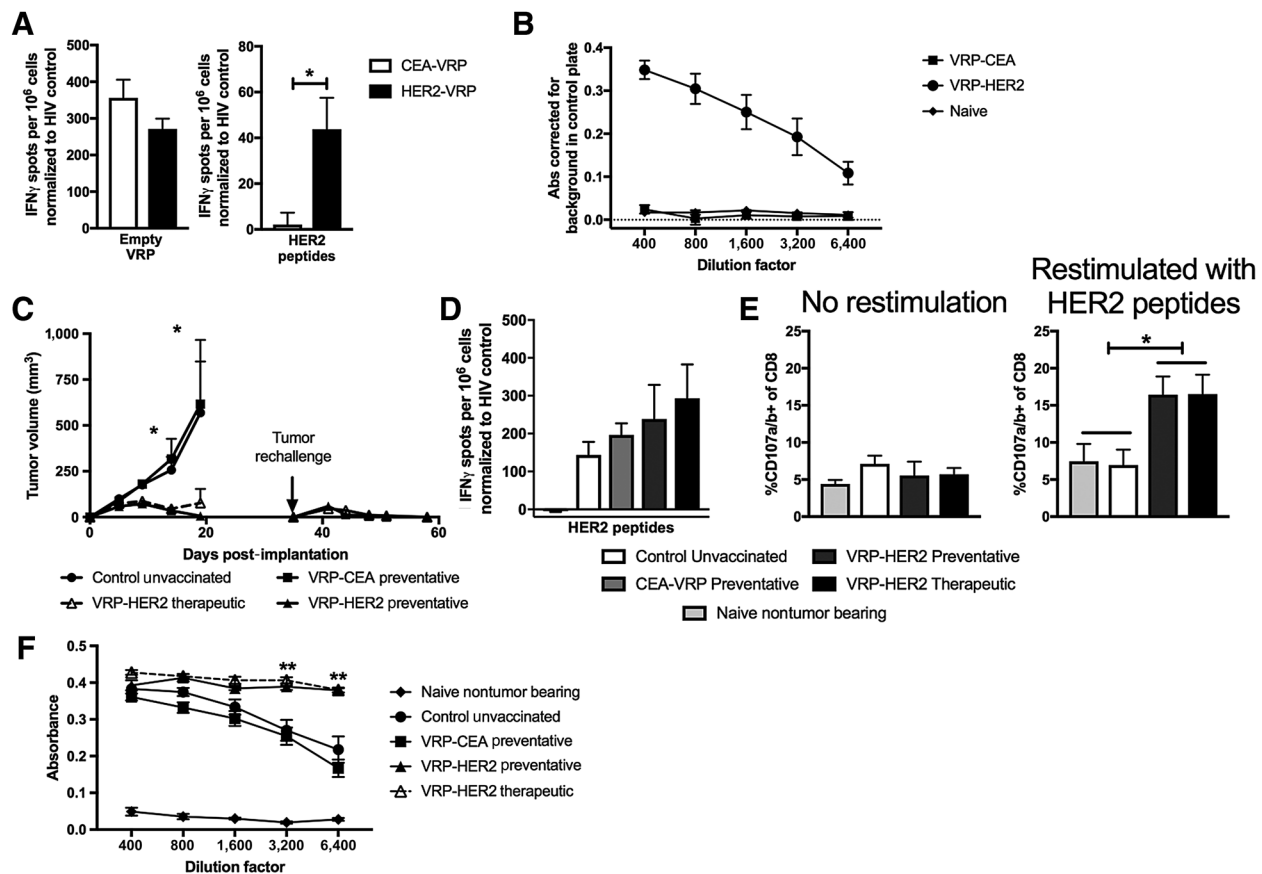 A
IFNγ spots per 10⁶ cells
normalized to HIV control
500
400
300
200
100
0
Empty
VRP
IFNγ spots per 10⁶ cells
normalized to HIV control
80
60
40
20
0
*
HER2
peptides
CEA-VRP
HER2-VRP
B
Abs corrected for
background in control plate
0.4
0.3
0.2
0.1
0.0
400 800 1,600 3,200 6,400
Dilution factor
VRP-CEA
VRP-HER2
Naive
C
Tumor volume (mm³)
1,000
750
500
250
0
*
*
Tumor
rechallenge
0 20 40 60
Days post-implantation
Control unvaccinated
VRP-CEA preventative
VRP-HER2 therapeutic
VRP-HER2 preventative
D
IFNγ spots per 10⁶ cells
normalized to HIV control
500
400
300
200
100
0
HER2 peptides
E
No restimulation
%CD107a/b+ of CD8
25
20
15
10
5
0
Restimulated with
HER2 peptides
%CD107a/b+ of CD8
25
20
15
10
5
0
*
Control Unvaccinated
VRP-HER2 Preventative
CEA-VRP Preventative
VRP-HER2 Therapeutic
Naive nontumor bearing
F
Absorbance
0.5
0.4
0.3
0.2
0.1
0.0
**
**
400 800 1,600 3,200 6,400
Dilution factor
Naive nontumor bearing
Control unvaccinated
VRP-CEA preventative
VRP-HER2 preventative
VRP-HER2 therapeutic